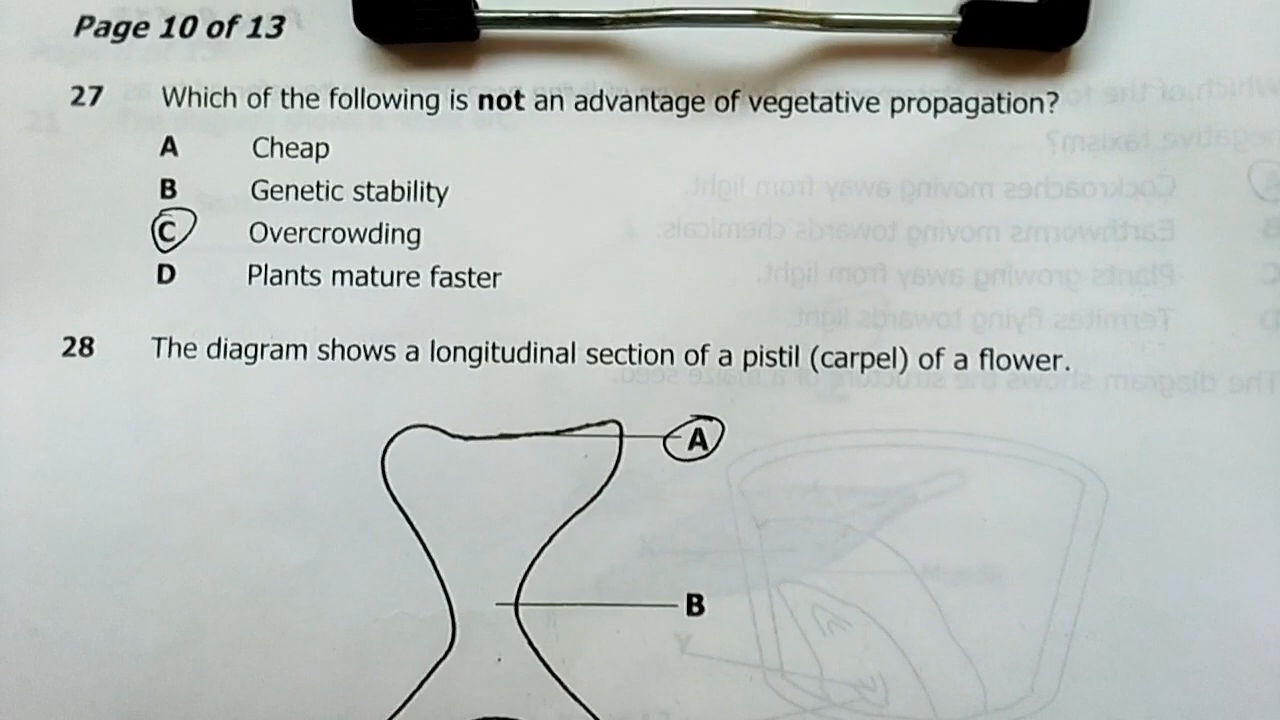 Page 10 of 13
27 Which of the following is not an advantage of vegetative propagation?
A Cheap
B Genetic stability
C Overcrowding
D Plants mature faster
28 The diagram shows a longitudinal section of a pistil (carpel) of a flower.
A
B